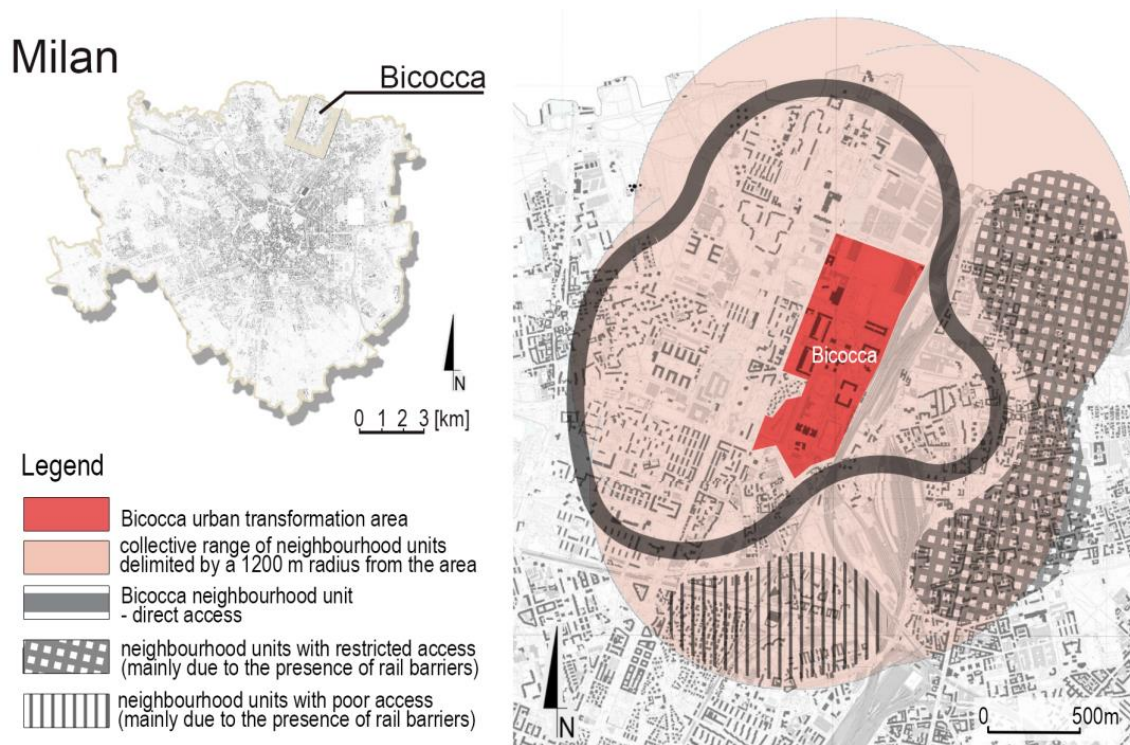 Milan
Bicocca
N
0 1 2 3 [km]
Legend
Bicocca urban transformation area
collective range of neighbourhood units
delimited by a 1200 m radius from the area
Bicocca neighbourhood unit
- direct access
neighbourhood units with restricted access
(mainly due to the presence of rail barriers)
neighbourhood units with poor access
(mainly due to the presence of rail barriers)
Bicocca
N
0 500m